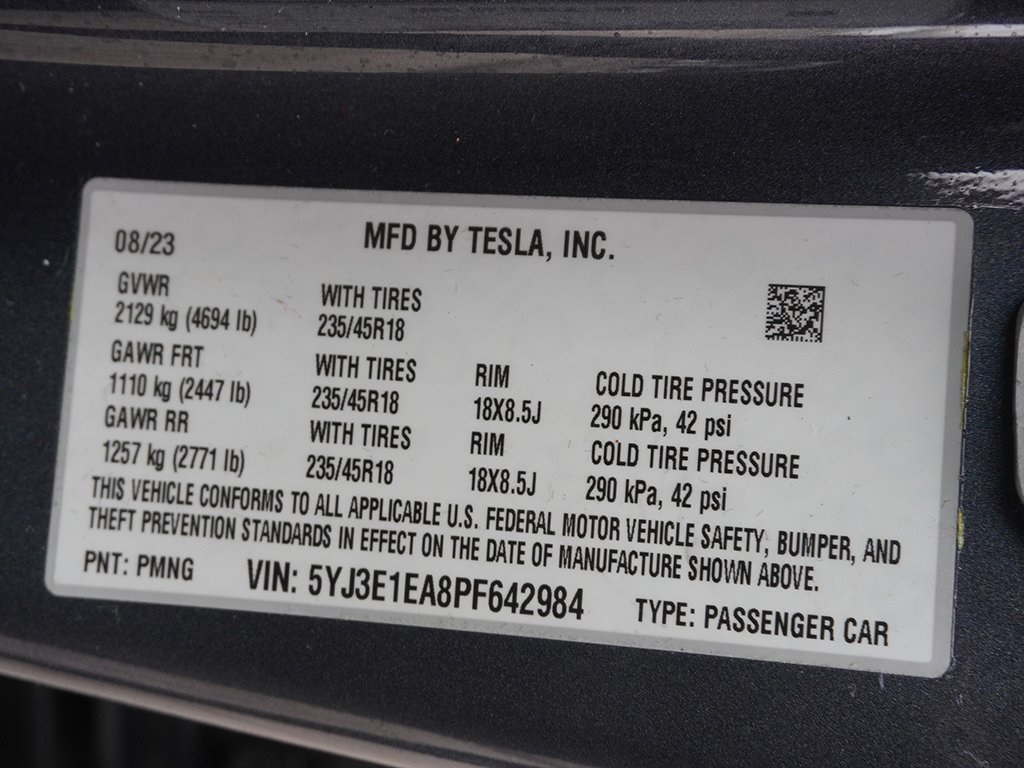 08/23
MFD BY TESLA, INC.
GVWR
2129 kg (4694 lb)
WITH TIRES
235/45R18
GAWR FRT
1110 kg (2447 lb)
WITH TIRES
235/45R18
RIM
18X8.5J
COLD TIRE PRESSURE
290 kPa, 42 psi
GAWR RR
1257 kg (2771 lb)
WITH TIRES
235/45R18
RIM
18X8.5J
COLD TIRE PRESSURE
290 kPa, 42 psi
THIS VEHICLE CONFORMS TO ALL APPLICABLE U.S. FEDERAL MOTOR VEHICLE SAFETY, BUMPER, AND
THEFT PREVENTION STANDARDS IN EFFECT ON THE DATE OF MANUFACTURE SHOWN ABOVE.
PNT: PMNG
VIN: 5YJ3E1EA8PF642984
TYPE: PASSENGER CAR